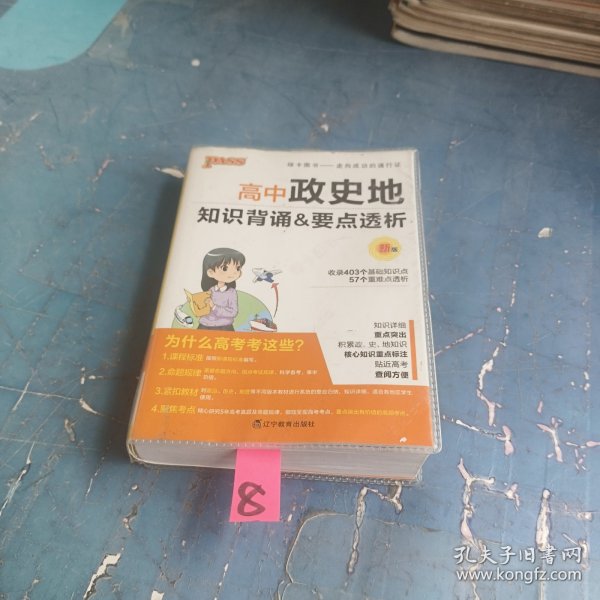 PASS
绿卡图书——走向成功的通行证
高中 政史地
知识背诵&要点透析
新版
收录403个基础知识点
57个重难点透析
知识详细
重点突出
积累政、史、地知识
核心知识重点标注
贴近高考
查阅方便
为什么高考考这些?
1.课程标准
2.命题规律
3.紧扣教材
4.聚焦考点
辽宁教育出版社
8
孔夫子旧书网
www.kongfz.com